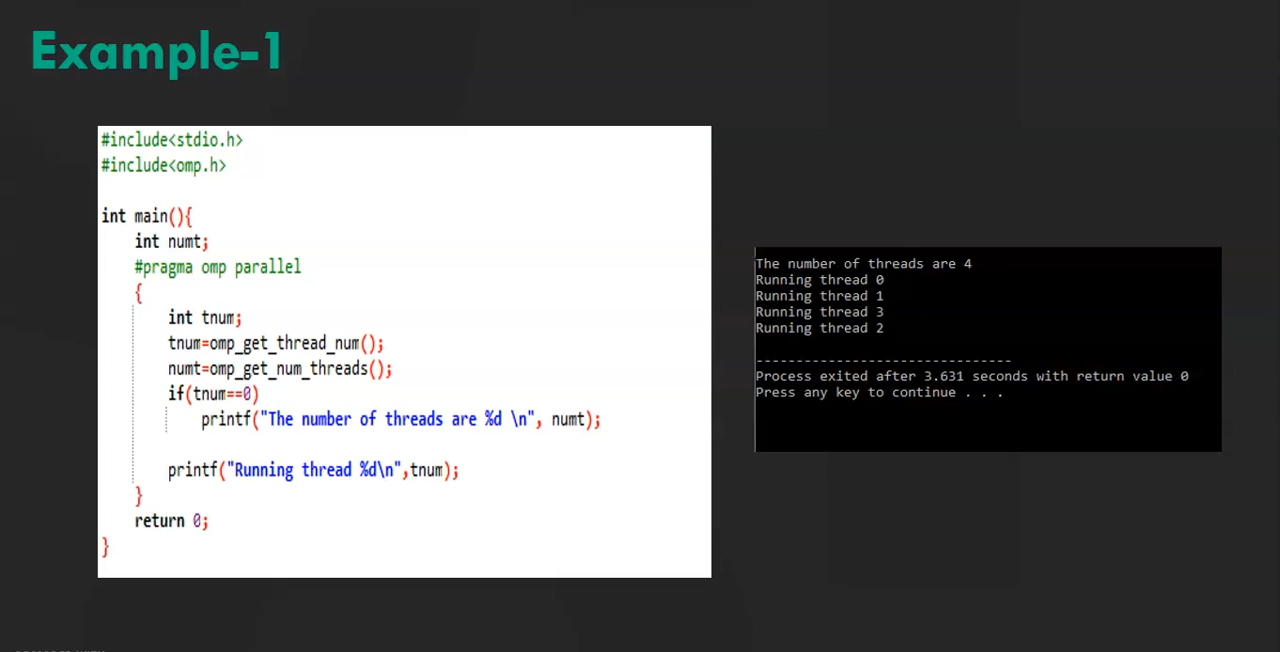 Example-1
#include<stdio.h>
#include<omp.h>
int main(){
int numt;
#pragma omp parallel
{
int tnum;
tnum=omp_get_thread_num();
numt=omp_get_num_threads();
if(tnum==0)
printf("The number of threads are %d \n", numt);
printf("Running thread %d\n",tnum);
}
return 0;
}
The number of threads are 4
Running thread 0
Running thread 1
Running thread 3
Running thread 2
--------------------------------
Process exited after 3.631 seconds with return value 0
Press any key to continue . . .